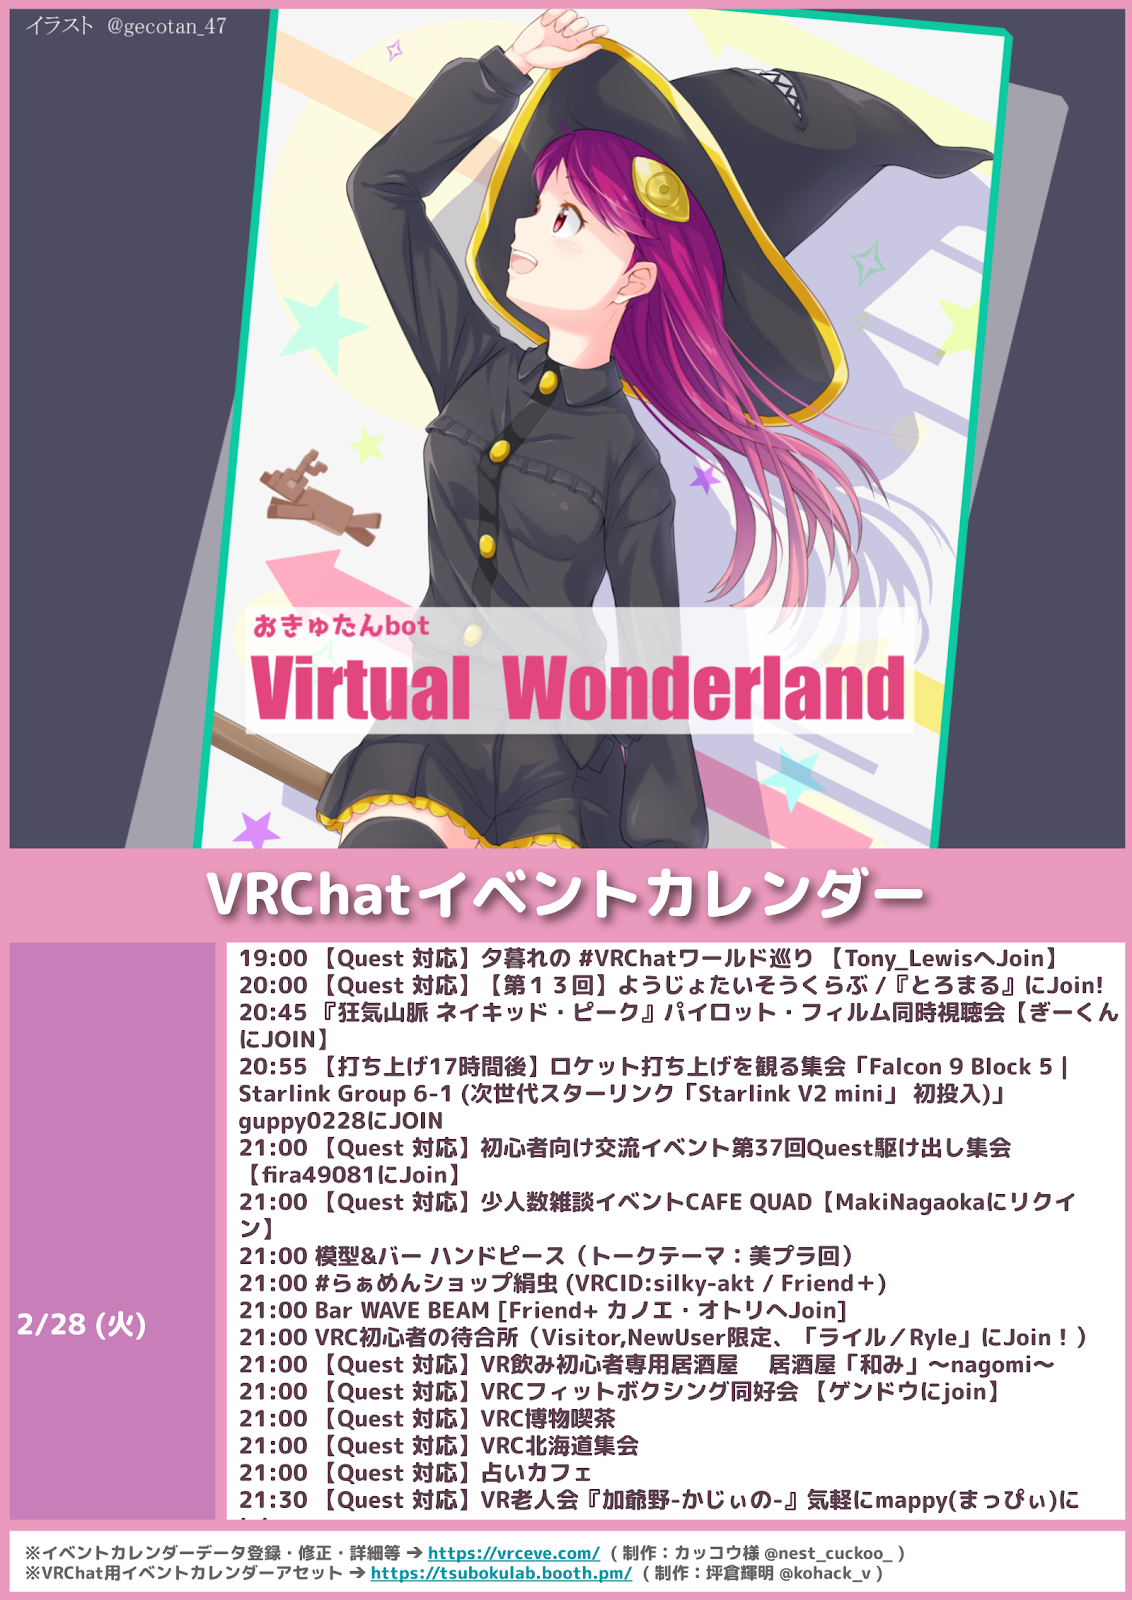 イラスト @gecotan_47
おきゅたんbot
Virtual Wonderland
VRChatイベントカレンダー
2/28 (火)
19:00 【Quest 対応】夕暮れの #VRChatワールド巡り 【Tony_LewisへJoin】
20:00 【Quest 対応】【第１３回】ようじょたいそうくらぶ /『とろまる』にJoin!
20:45 『狂気山脈 ネイキッド・ピーク』パイロット・フィルム同時視聴会【ぎーくん
にJOIN】
20:55 【打ち上げ17時間後】ロケット打ち上げを観る集会「Falcon 9 Block 5 |
Starlink Group 6-1 (次世代スターリンク「Starlink V2 mini」 初投入)」
guppy0228にJOIN
21:00 【Quest 対応】初心者向け交流イベント第37回Quest駆け出し集会
【fira49081にJoin】
21:00 【Quest 対応】少人数雑談イベントCAFE QUAD【MakiNagaokaにリクイ
ン】
21:00 模型&バー ハンドピース（トークテーマ：美プラ回）
21:00 #らぁめんショップ絹虫 (VRCID:silky-akt / Friend＋)
21:00 Bar WAVE BEAM [Friend+ カノエ・オトリへJoin]
21:00 VRC初心者の待合所（Visitor,NewUser限定、「ライル／Ryle」にJoin！）
21:00 【Quest 対応】VR飲み初心者専用居酒屋　居酒屋「和み」～nagomi～
21:00 【Quest 対応】VRCフィットボクシング同好会 【ゲンドウにjoin】
21:00 【Quest 対応】VRC博物喫茶
21:00 【Quest 対応】VRC北海道集会
21:00 【Quest 対応】占いカフェ
21:30 【Quest 対応】VR老人会『加爺野-かじぃの-』気軽にmappy(まっぴぃ)に
※イベントカレンダーデータ登録・修正・詳細等 ➔ https://vrceve.com/ ( 制作：カッコウ様 @nest_cuckoo_ )
※VRChat用イベントカレンダーアセット ➔ https://tsubokulab.booth.pm/ ( 制作：坪倉輝明 @kohack_v )